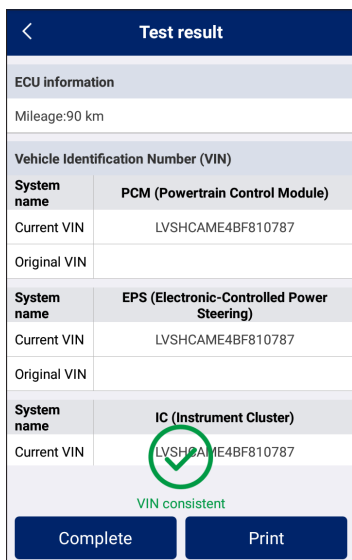 Test result
ECU information
Mileage:90 km
Vehicle Identification Number (VIN)
System name
PCM (Powertrain Control Module)
Current VIN
LVSHCAME4BF810787
Original VIN
System name
EPS (Electronic-Controlled Power Steering)
Current VIN
LVSHCAME4BF810787
Original VIN
System name
IC (Instrument Cluster)
Current VIN
LVSHCAME4BF810787
VIN consistent
Complete
Print